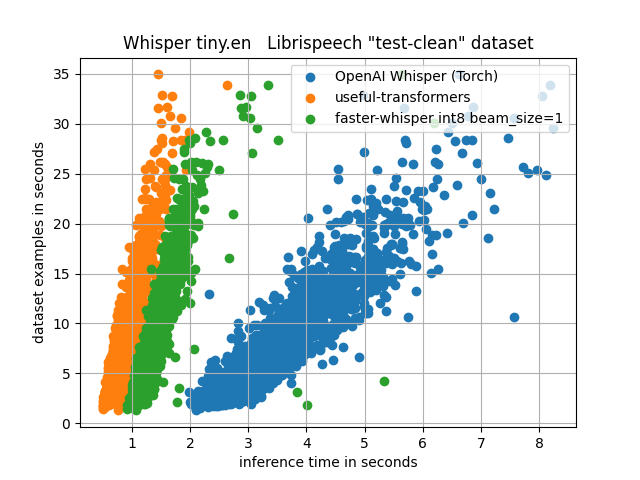 Whisper tiny.en   Librispeech "test-clean" dataset
OpenAI Whisper (Torch)
useful-transformers
faster-whisper int8 beam_size=1
dataset examples in seconds
35
30
25
20
15
10
5
0
1 2 3 4 5 6 7 8
inference time in seconds